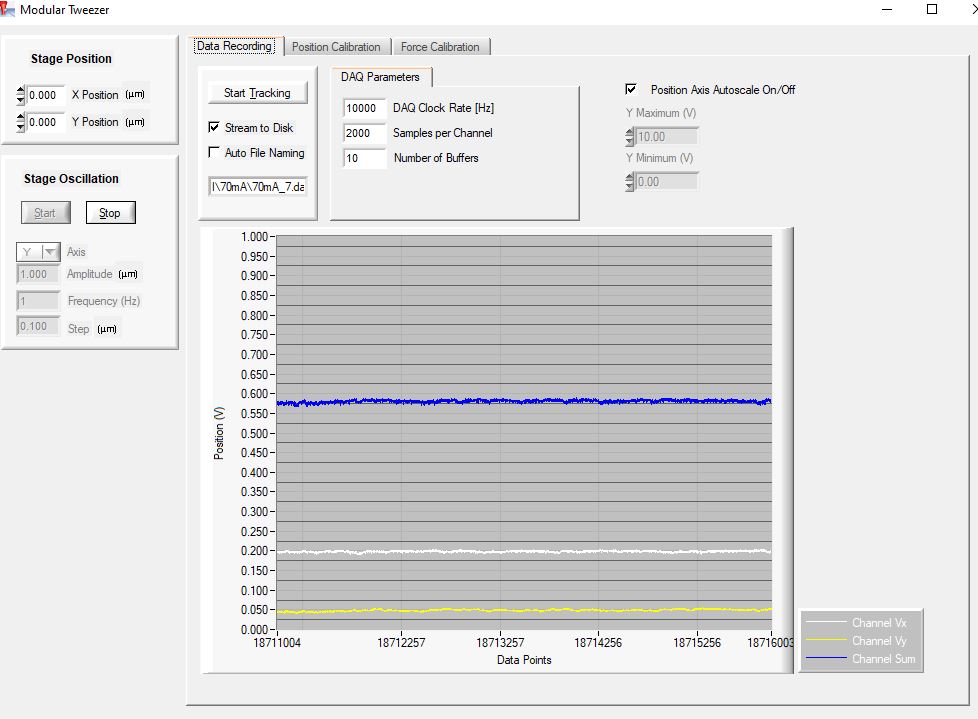 Modular Tweezer
Stage Position
0.000 X Position (µm)
0.000 Y Position (µm)
Stage Oscillation
Start Stop
Y Axis
1.000 Amplitude (µm)
1 Frequency (Hz)
0.100 Step (µm)
Data Recording Position Calibration Force Calibration
Start Tracking
Stream to Disk
Auto File Naming
l\70mA\70mA_7.da
DAQ Parameters
10000 DAQ Clock Rate [Hz]
2000 Samples per Channel
10 Number of Buffers
Position Axis Autoscale On/Off
Y Maximum (V)
10.00
Y Minimum (V)
0.00
Position (V)
1.000
0.950
0.900
0.850
0.800
0.750
0.700
0.650
0.600
0.550
0.500
0.450
0.400
0.350
0.300
0.250
0.200
0.150
0.100
0.050
0.000
18711004 18712257 18713257 18714256 18715256 18716003
Data Points
Channel Vx
Channel Vy
Channel Sum